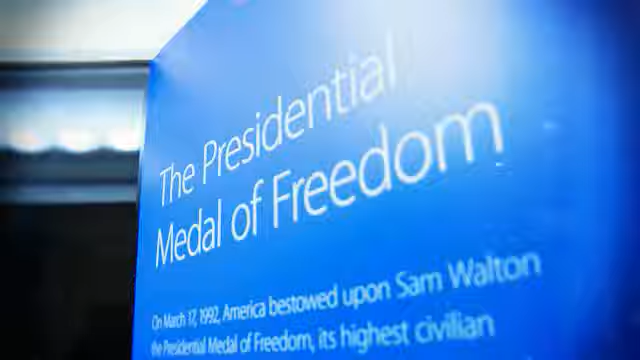 The Presidential
Medal of Freedom
On March 17, 1992, America bestowed upon Sam Walton
the Presidential Medal of Freedom, its highest civilian